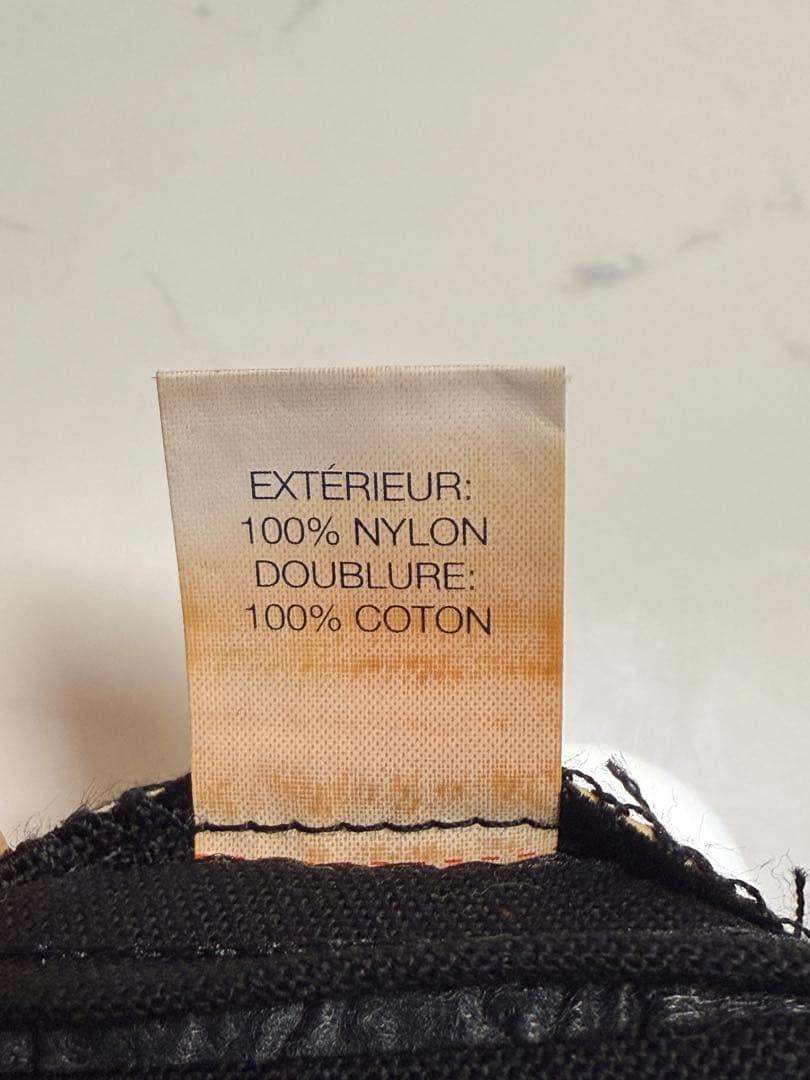 EXTÉRIEUR:
100% NYLON
DOUBLURE:
100% COTON